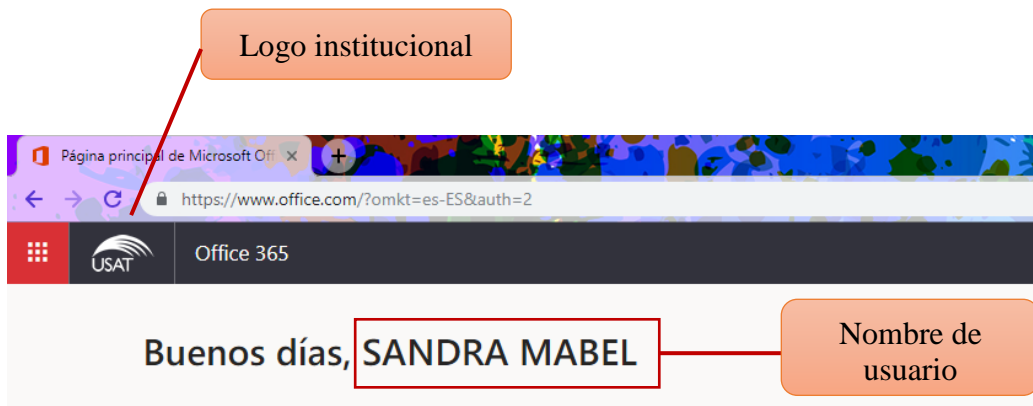 Logo institucional
Página principal de Microsoft Off
https://www.office.com/?omkt=es-ES&auth=2
USAT
Office 365
Buenos días, SANDRA MABEL
Nombre de
usuario